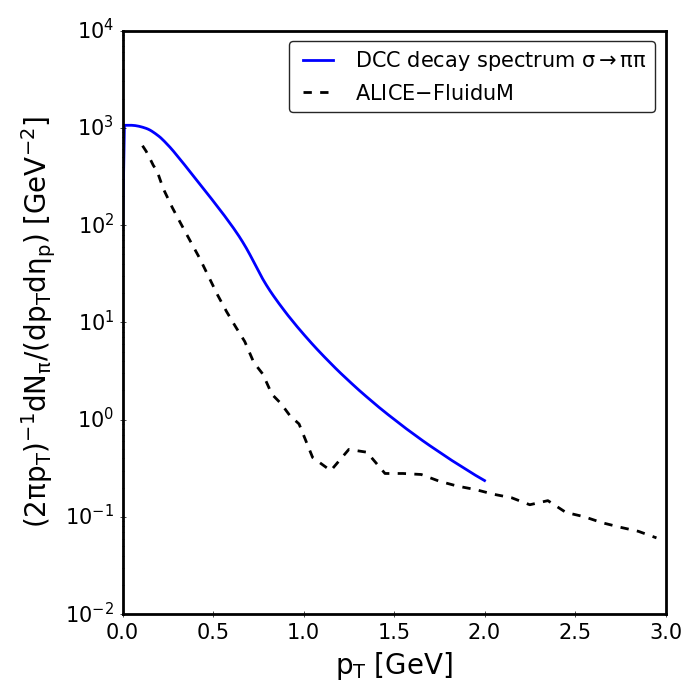 10⁴
10³
10²
10¹
10⁰
10⁻¹
10⁻²
(2πp_T)⁻¹dN_π/(dp_Tdη_p) [GeV⁻²]
DCC decay spectrum σ→ππ
ALICE−FluiduM
0.0 0.5 1.0 1.5 2.0 2.5 3.0
p_T [GeV]